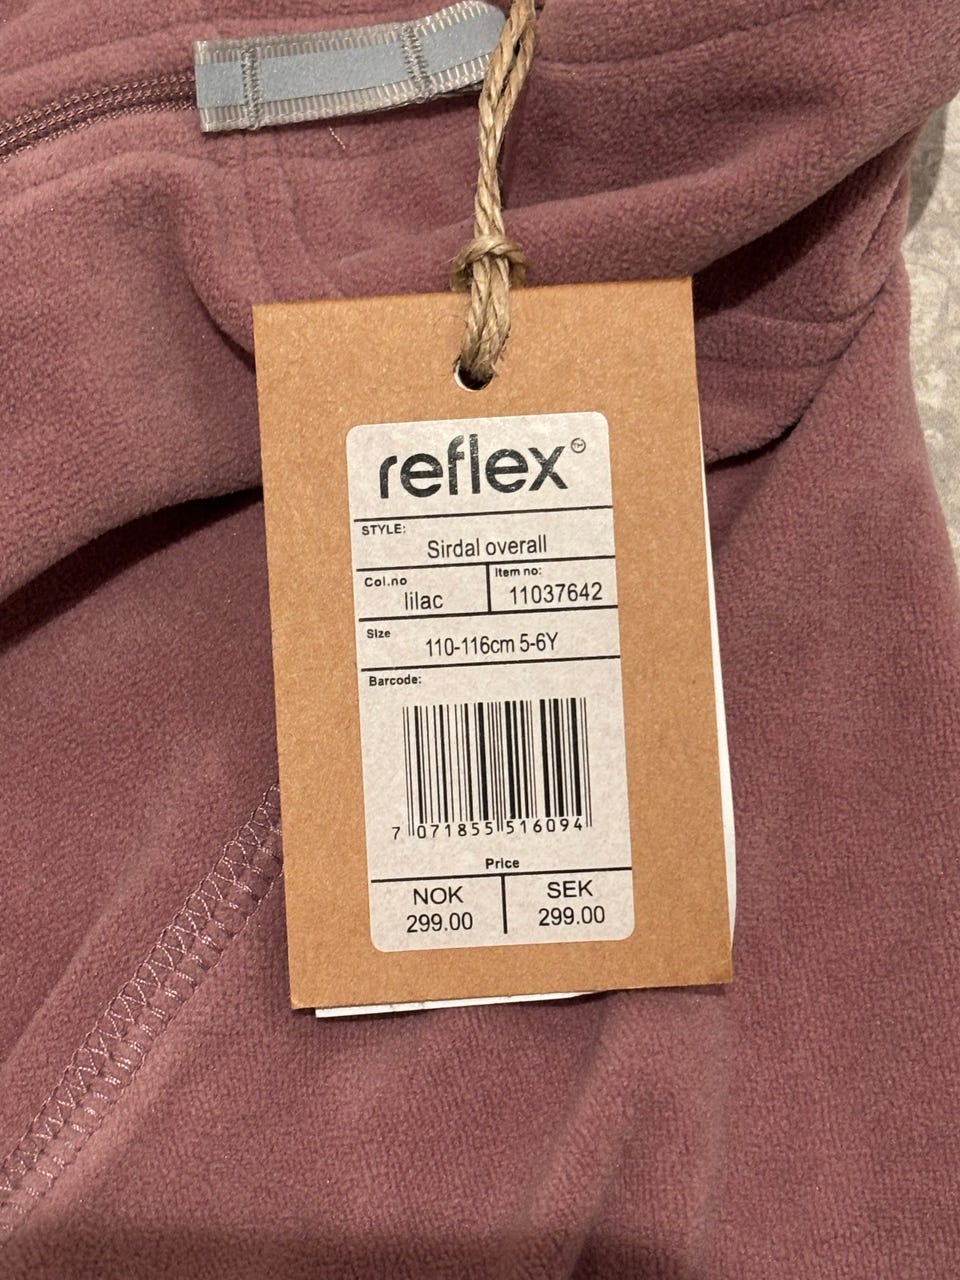 reflex™
STYLE:
Sirdal overall
Col.no
lilac
Item no:
11037642
Size
110-116cm 5-6Y
Barcode:
7 071855 516094
Price
NOK
299.00
SEK
299.00